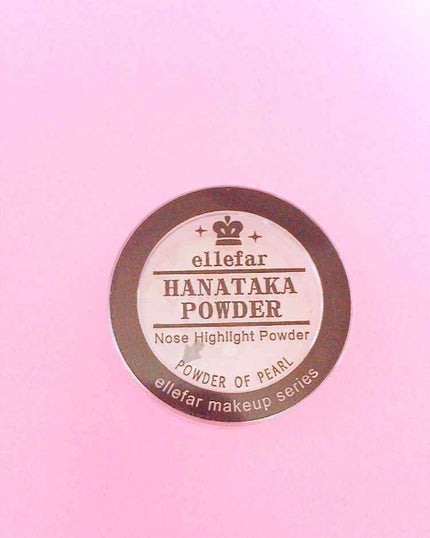 ellefar
HANATAKA
POWDER
Nose Highlight Powder
POWDER OF PEARL
ellefar makeup series